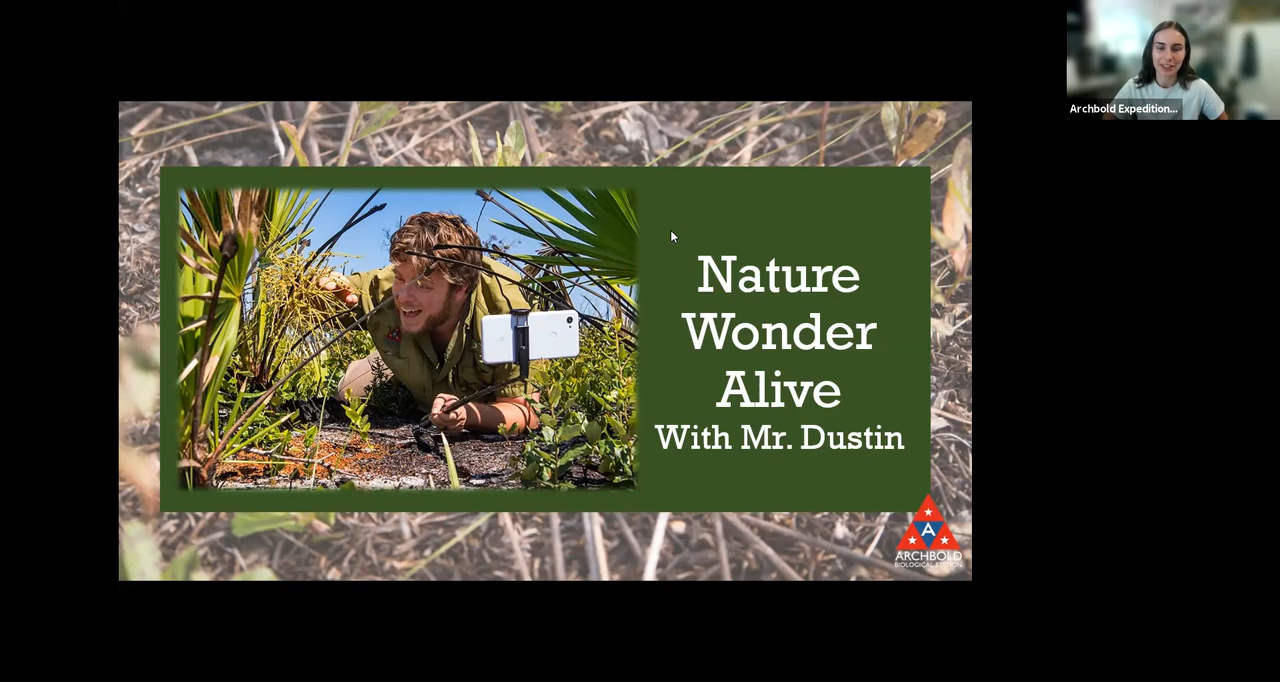 Archbold Expedition...
Nature
Wonder
Alive
With Mr. Dustin
A
ARCHBOLD
BIOLOGICAL STATION